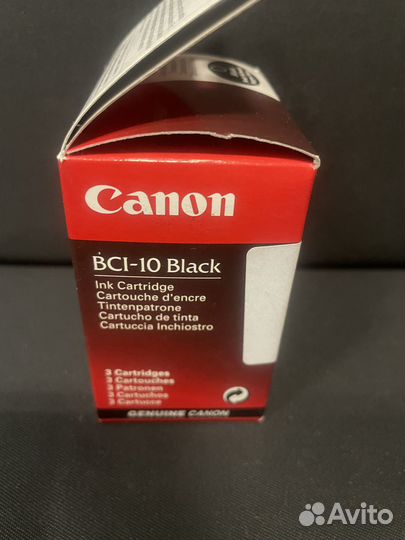 Canon
BCI-10 Black
Ink Cartridge
Cartouche d'encre
Tintenpatrone
Cartucho de tinta
Cartuccia Inchiostro
3 Cartridges
3 Cartouches
3 Patronen
3 Cartuchos
3 Cartucce
GENUINE CANON
Avito